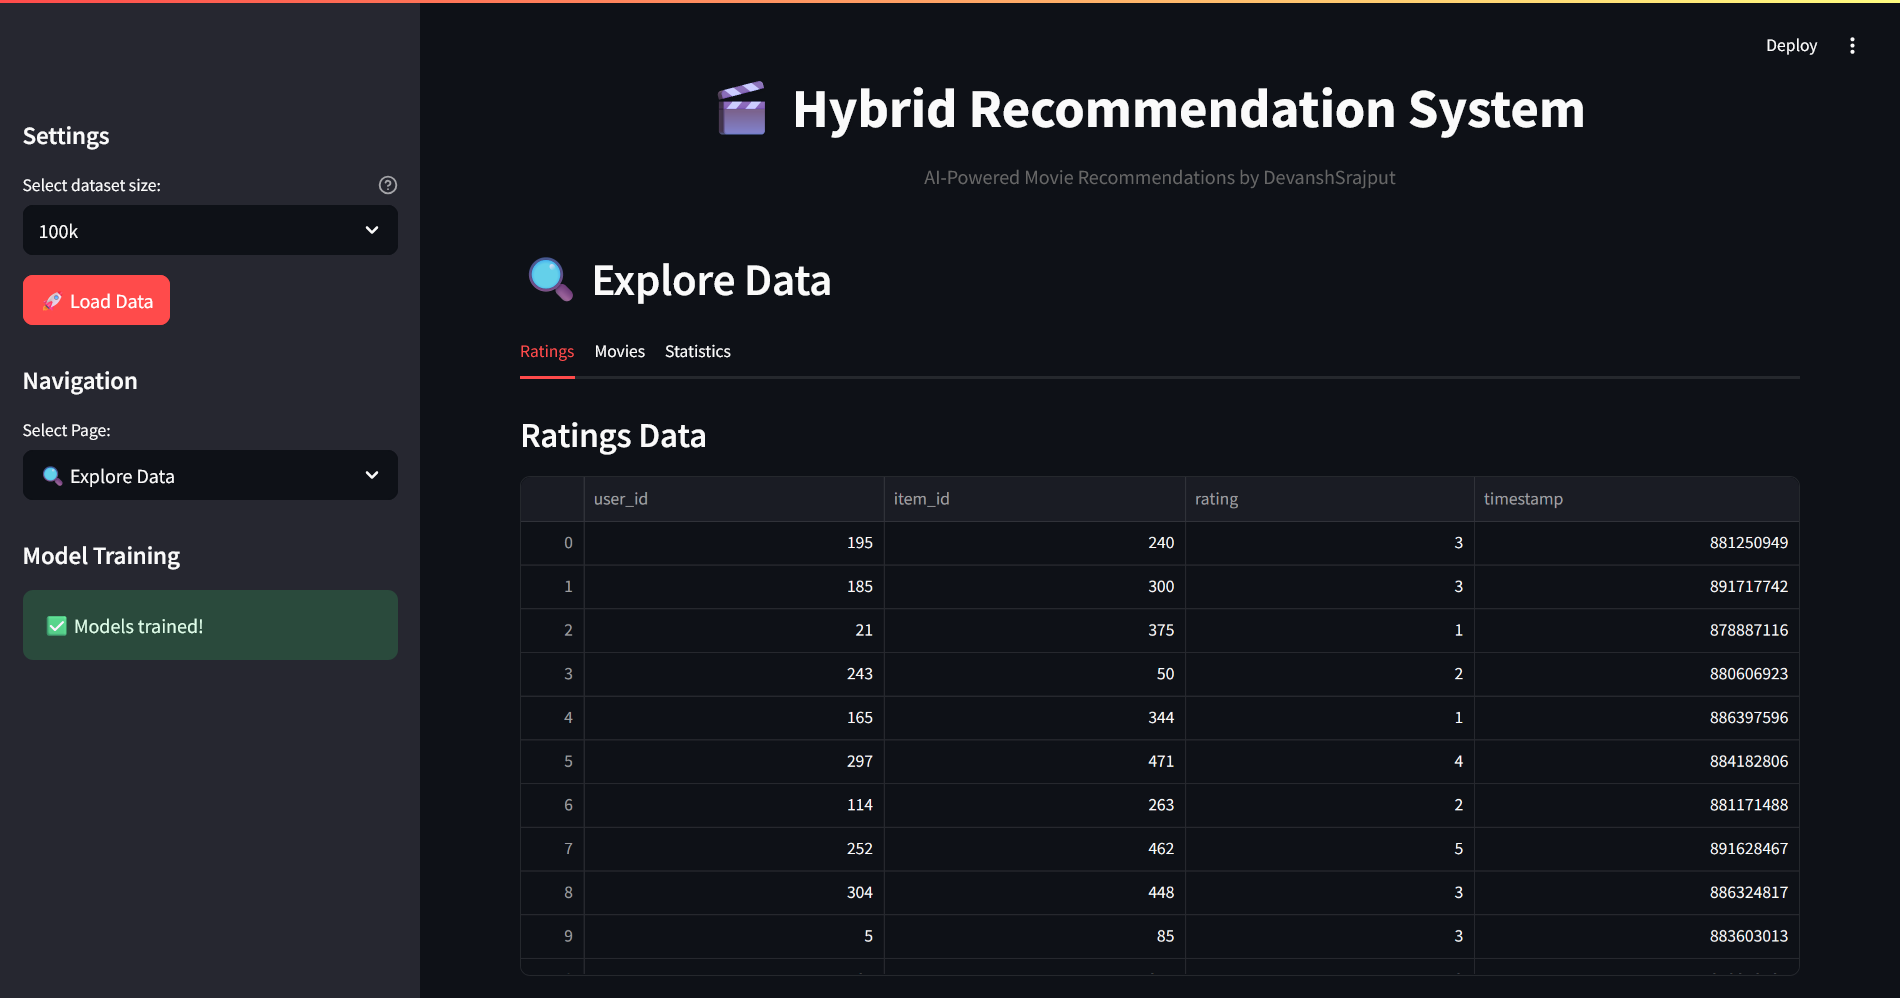 Deploy
Settings
Select dataset size:
100k
Load Data
Navigation
Select Page:
Explore Data
Model Training
Models trained!
Hybrid Recommendation System
AI-Powered Movie Recommendations by DevanshSrajput
Explore Data
Ratings Movies Statistics
Ratings Data
user_id item_id rating timestamp
0 195 240 3 881250949
1 185 300 3 891717742
2 21 375 1 878887116
3 243 50 2 880606923
4 165 344 1 886397596
5 297 471 4 884182806
6 114 263 2 881171488
7 252 462 5 891628467
8 304 448 3 886324817
9 5 85 3 883603013